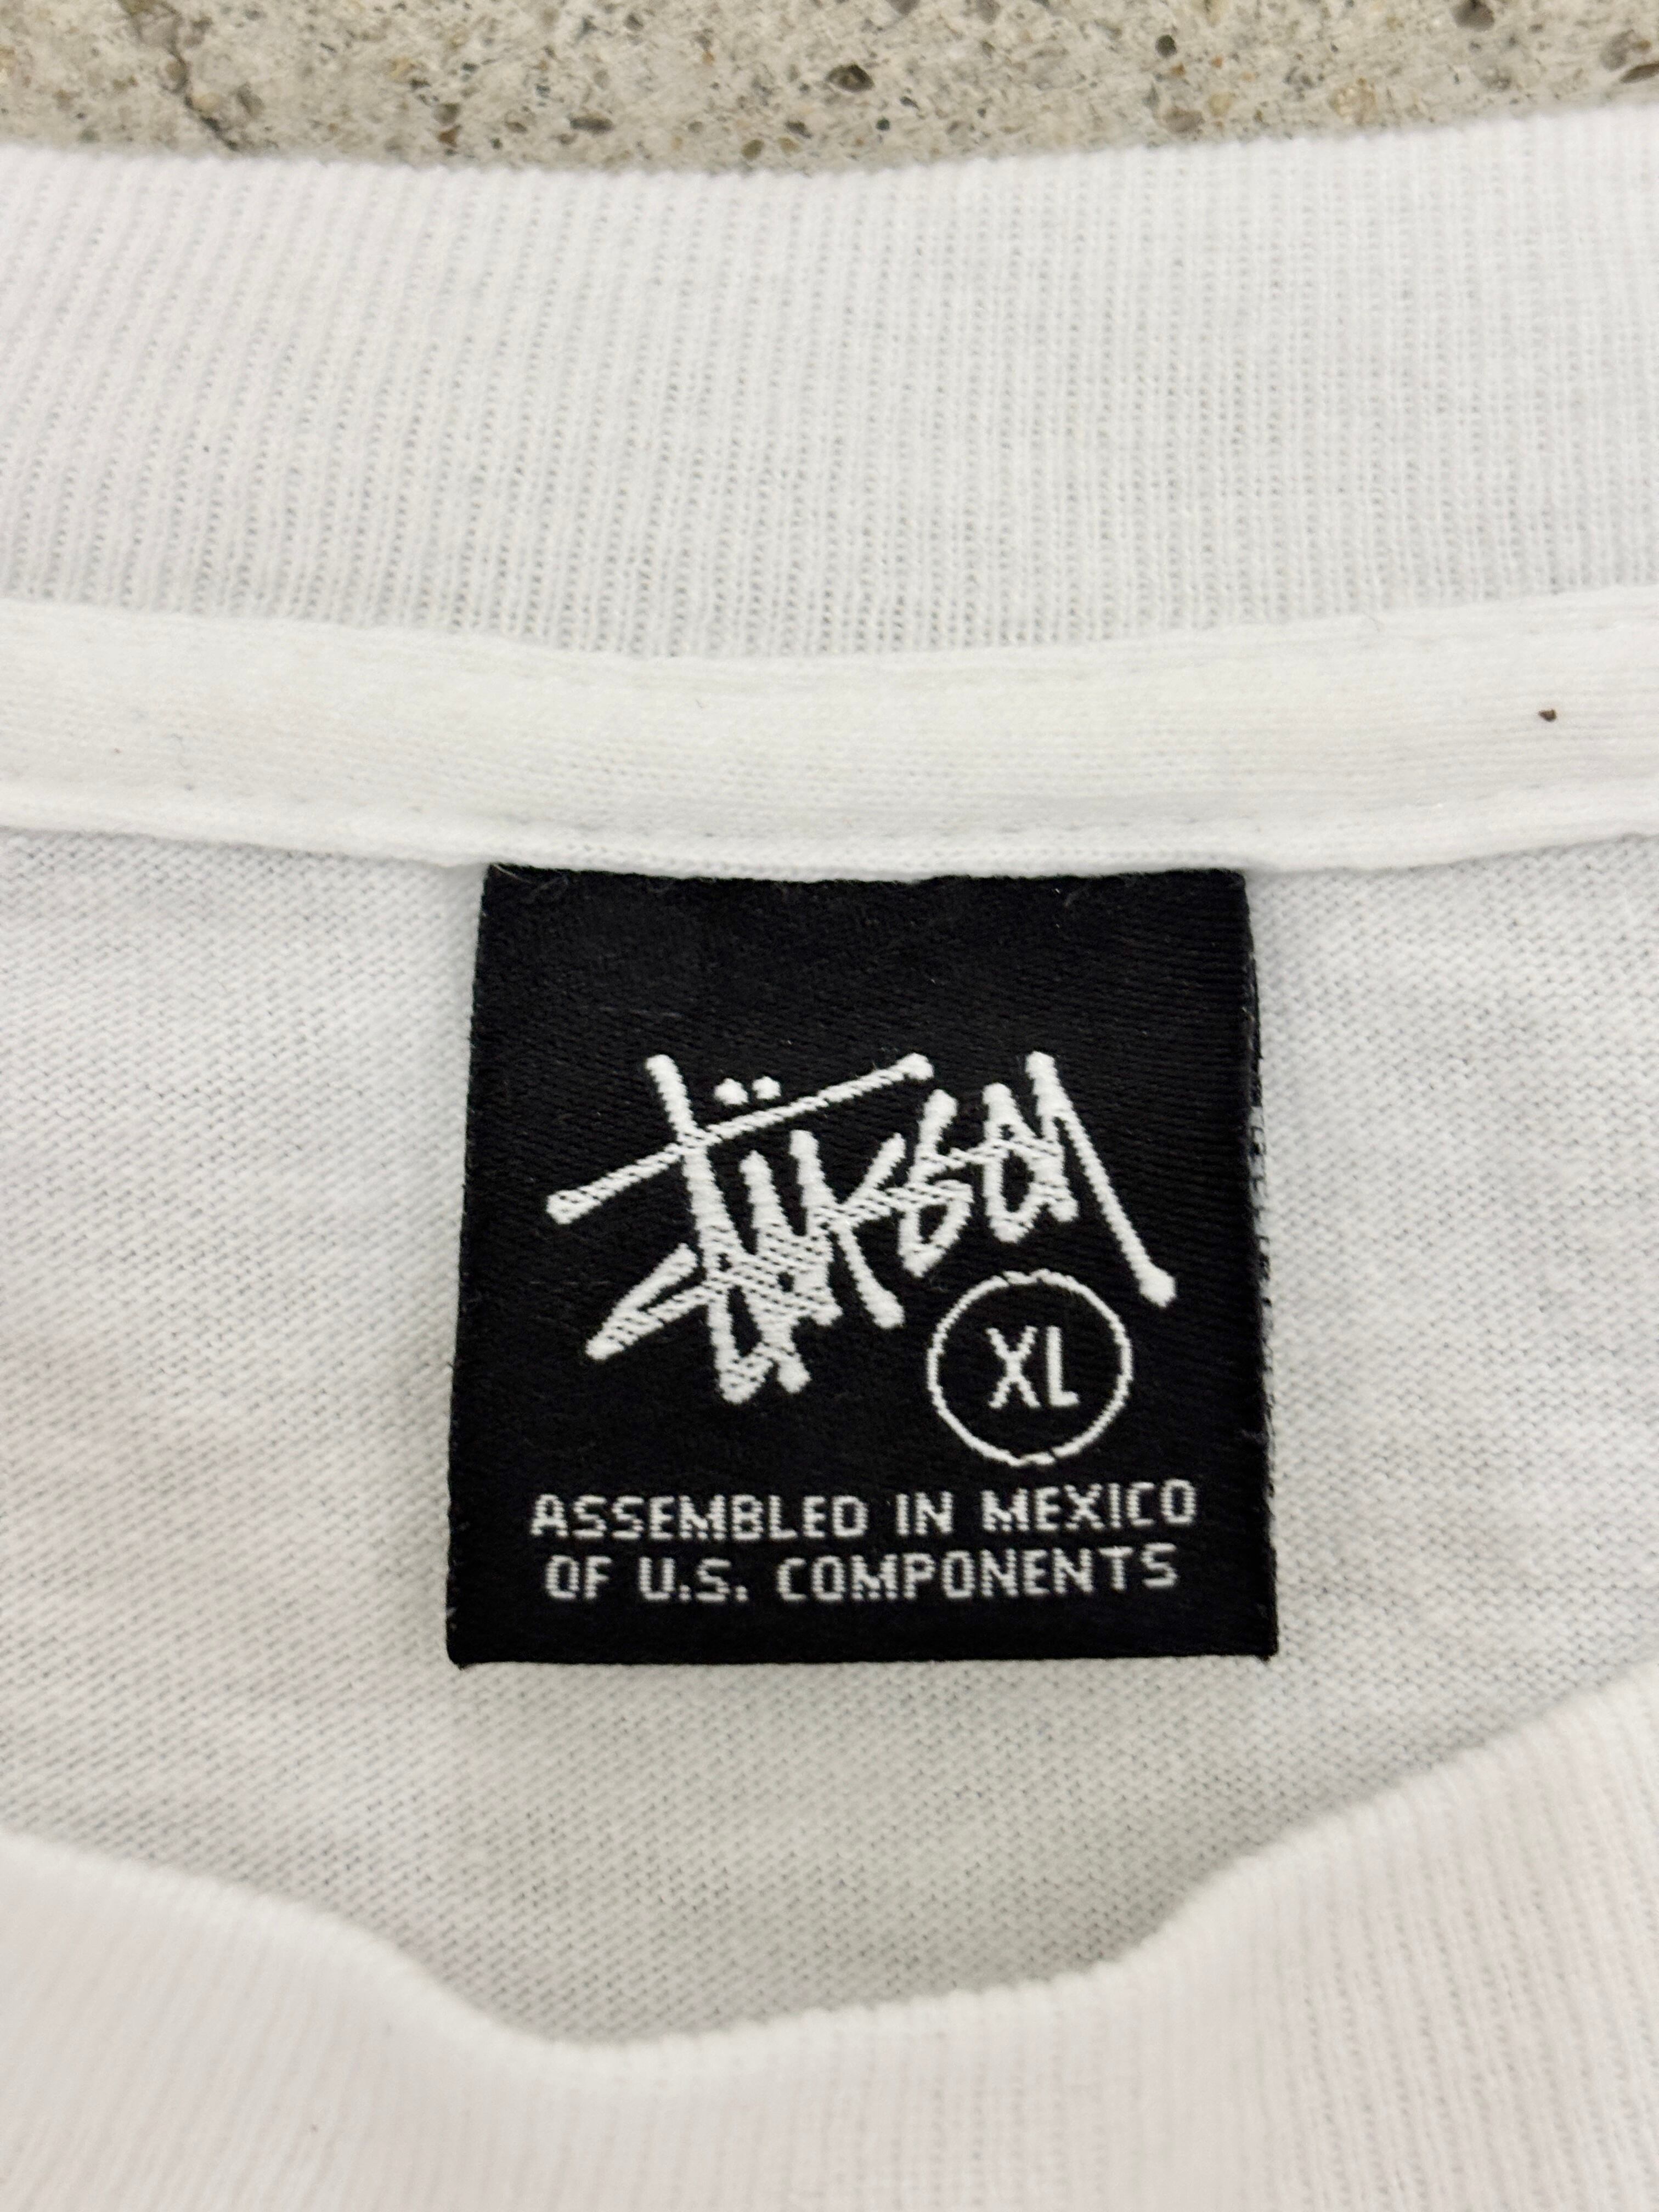 Stüssy
XL
ASSEMBLED IN MEXICO
OF U.S. COMPONENTS